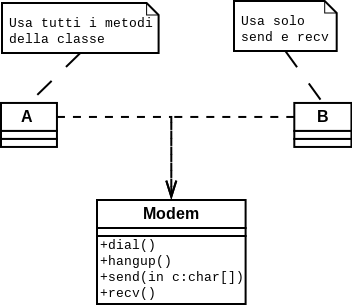 Usa tutti i metodi
della classe
Usa solo
send e recv
A
B
Modem
+dial()
+hangup()
+send(in c:char[])
+recv()